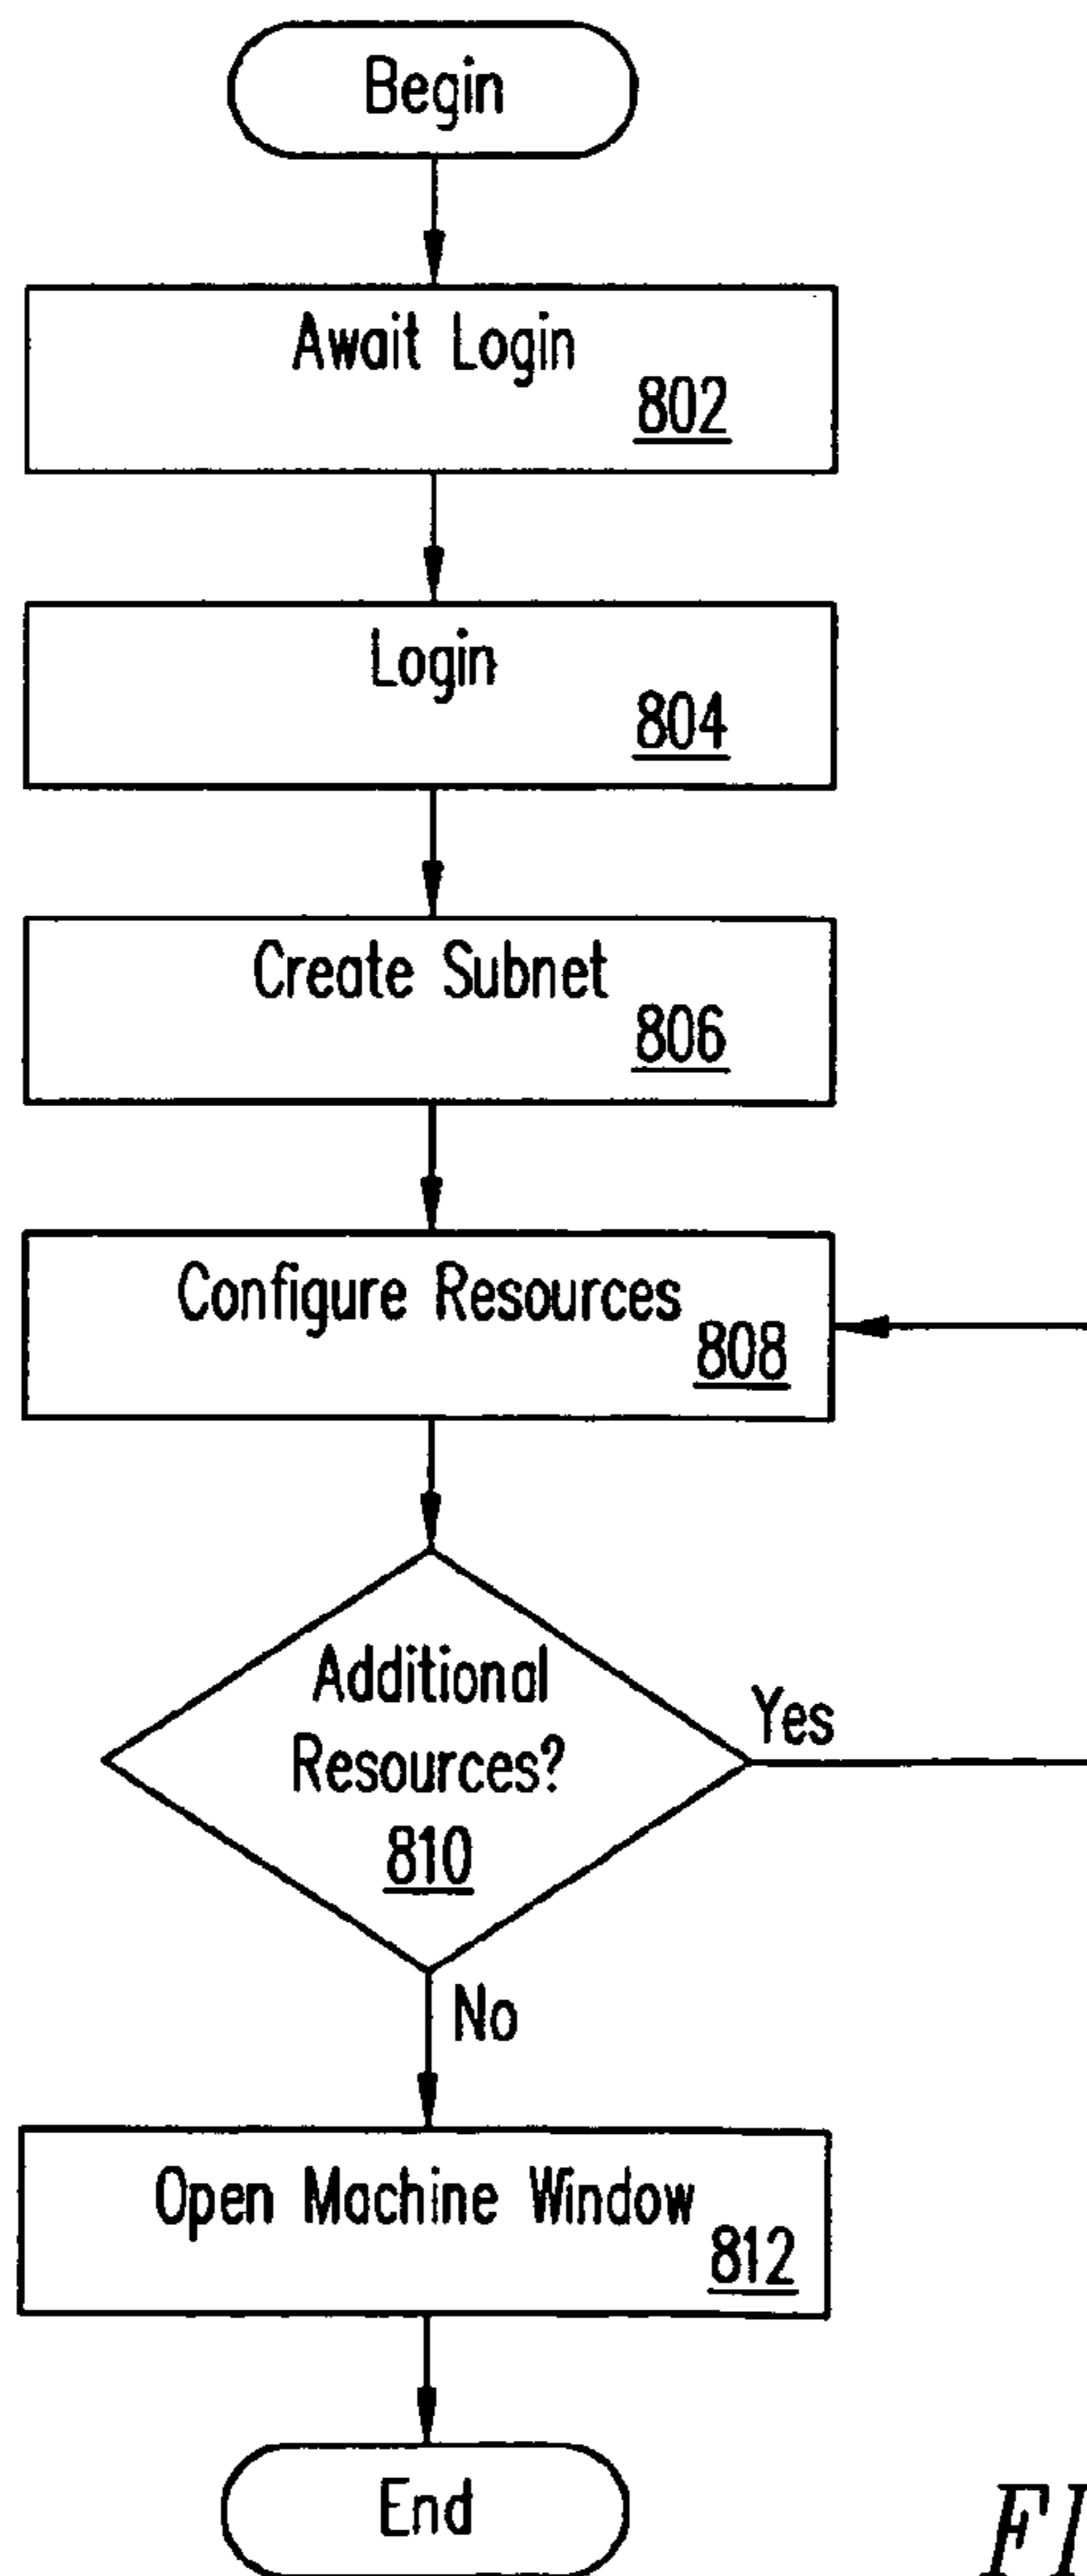 Begin
Await Login
802
Login
804
Create Subnet
806
Configure Resources
808
Additional
Resources?
810
Yes
No
Open Machine Window
812
End